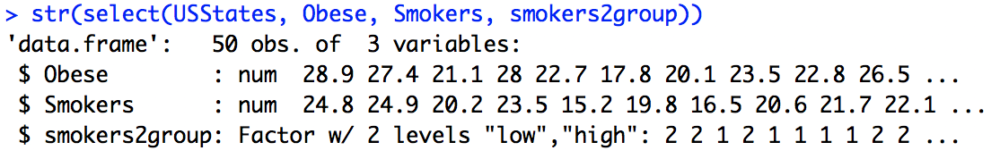 > str(select(USStates, Obese, Smokers, smokers2group))
'data.frame':   50 obs. of  3 variables:
 $ Obese        : num  28.9 27.4 21.1 28 22.7 17.8 20.1 23.5 22.8 26.5 ...
 $ Smokers      : num  24.8 24.9 20.2 23.5 15.2 19.8 16.5 20.6 21.7 22.1 ...
 $ smokers2group: Factor w/ 2 levels "low","high": 2 2 1 2 1 1 1 1 2 2 ...